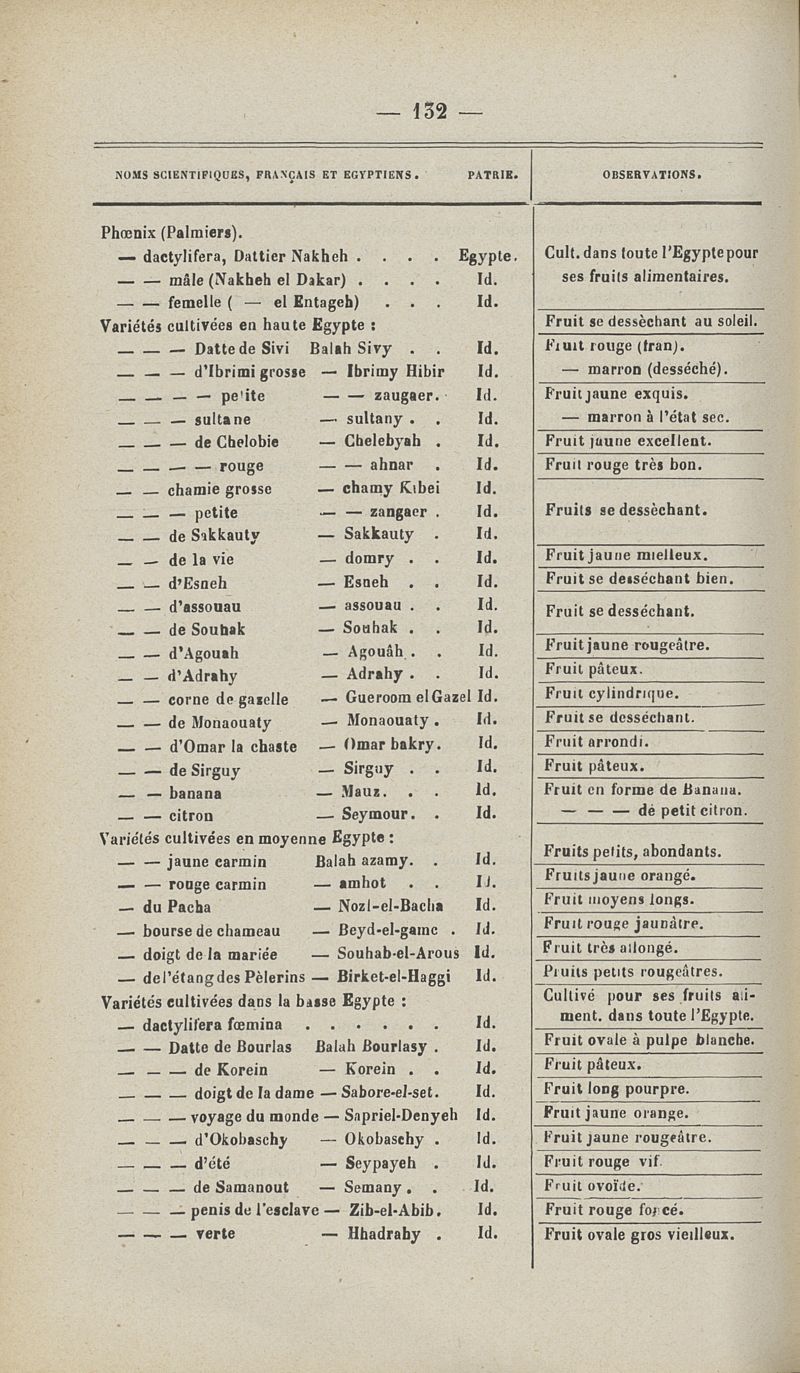 — 132 —
NOMS SCIENTIFIQUES, FRANÇAIS ET EGYPTIENS. PATRIE. OBSERVATIONS.
Phœnix (Palmiers).
— dactylifera, Dattier Nakheh . . . . Egypte. Cult. dans toute l'Egypte pour
— — mâle (Nakheh el Dakar) . . . . Id. ses fruits alimentaires.
— — femelle ( — el Entageh) . . . Id.
Variétés cultivées en haute Egypte : Fruit se dessèchant au soleil.
— — — Datte de Sivi Balah Sivy . . Id. Fruit rouge (fran).
— — — d'Ibrimi grosse — Ibrimy Hibir Id. — marron (desséché).
— — — — petite — — zaugaer. Id. Fruit jaune exquis.
— — — sultane — sultany . . Id. — marron à l'état sec.
— — — de Chelobie — Chelebyah . Id. Fruit jaune excellent.
— — — — rouge — — ahnar . Id. Fruit rouge très bon.
— — chamie grosse — chamy Kibei Id.
— — — petite — — zangaer . Id. Fruits se dessèchant.
— — de Sakkauty — Sakkauty . Id.
— — de la vie — domry . . Id. Fruit jaune mielleux.
— — d'Esneh — Esneh . . Id. Fruit se desséchant bien.
— — d'assouau — assouau . . Id. Fruit se desséchant.
— — de Souhak — Souhak . . Id.
— — d'Agouah — Agouâh . . Id. Fruit jaune rougeâtre.
— — d'Adrahy — Adrahy . . Id. Fruit pâteux.
— — corne de gazelle — Gueroom el Gazel Id. Fruit cylindrique.
— — de Monaouaty — Monaouaty . Id. Fruit se desséchant.
— — d'Omar la chaste — Omar bakry. Id. Fruit arrondi.
— — de Sirguy — Sirguy . . Id. Fruit pâteux.
— — banana — Mauz. . . Id. Fruit en forme de Banana.
— — citron — Seymour. . Id. — — — de petit citron.
Variétés cultivées en moyenne Egypte :
— — jaune carmin Balah azamy. . Id. Fruits petits, abondants.
— — rouge carmin — amhot . . Id. Fruits jaune orangé.
— du Pacha — Nozl-el-Bacha Id. Fruit moyens longs.
— bourse de chameau — Beyd-el-game . Id. Fruit rouge jaunâtre.
— doigt de la mariée — Souhab-el-Arous Id. Fruit très allongé.
— de l'étang des Pèlerins — Birket-el-Haggi Id. Fruits petits rougeâtres.
Variétés cultivées dans la basse Egypte : Cultivé pour ses fruits ali-
— dactylifera fœmina . . . . . . Id. ment. dans toute l'Egypte.
— — Datte de Bourlas Balah Bourlasy . Id. Fruit ovale à pulpe blanche.
— — — de Korein — Korein . . Id. Fruit pâteux.
— — — doigt de la dame — Sabore-el-set. Id. Fruit long pourpre.
— — — voyage du monde — Sapriel-Denyeh Id. Fruit jaune orange.
— — — d'Okobaschy — Okobaschy . Id. Fruit jaune rougeâtre.
— — — d'été — Seypayeh . Id. Fruit rouge vif.
— — — de Samanout — Semany . . Id. Fruit ovoïde.
— — — penis de l'esclave — Zib-el-Abib. Id. Fruit rouge forcé.
— — — verte — Hhadrahy . Id. Fruit ovale gros vieilleux.